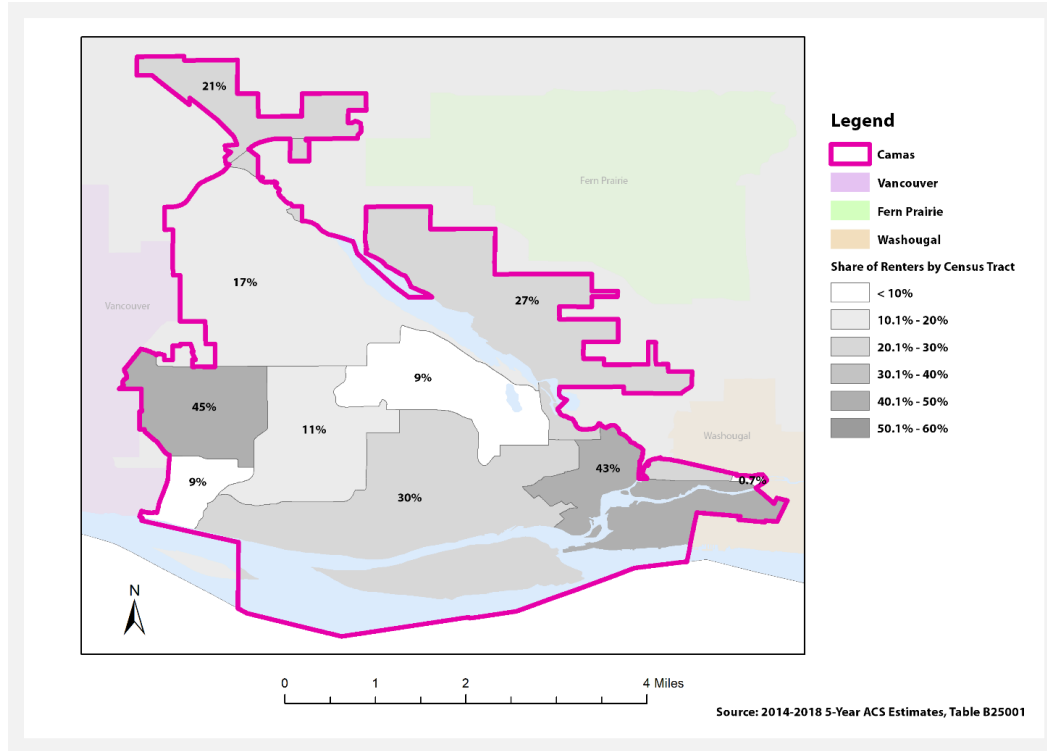 21%
Fern Prairie
17%
27%
Vancouver
9%
45%
11%
Washougal
43%
9%
0.7%
30%
N
0 1 2 4 Miles
Legend
Camas
Vancouver
Fern Prairie
Washougal
Share of Renters by Census Tract
< 10%
10.1% - 20%
20.1% - 30%
30.1% - 40%
40.1% - 50%
50.1% - 60%
Source: 2014-2018 5-Year ACS Estimates, Table B25001